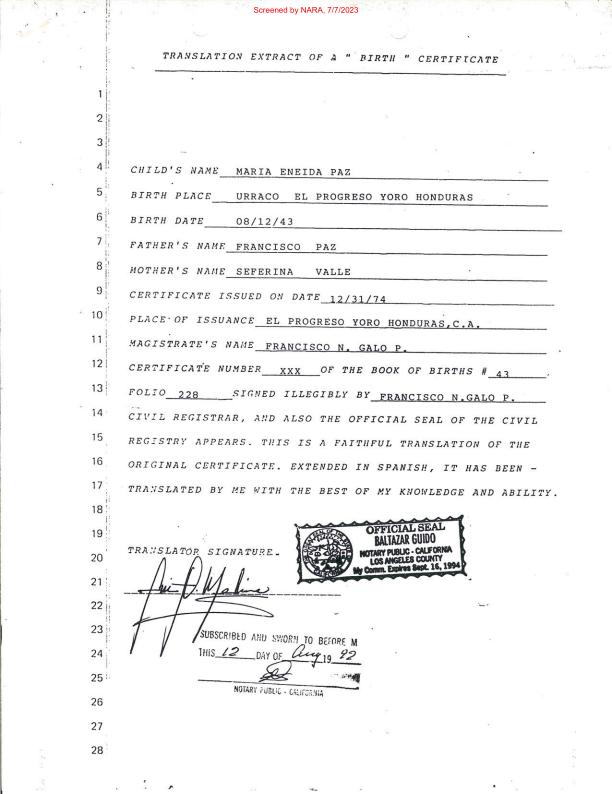 Screened by NARA, 7/7/2023
TRANSLATION EXTRACT OF A " BIRTH " CERTIFICATE
1
2
3
4 CHILD'S NAME MARIA ENEIDA PAZ
5 BIRTH PLACE URRACO EL PROGRESO YORO HONDURAS
6 BIRTH DATE 08/12/43
7 FATHER'S NAME FRANCISCO PAZ
8 MOTHER'S NAME SEFERINA VALLE
9 CERTIFICATE ISSUED ON DATE 12/31/74
10 PLACE OF ISSUANCE EL PROGRESO YORO HONDURAS,C.A.
11 MAGISTRATE'S NAME FRANCISCO N. GALO P.
12 CERTIFICATE NUMBER XXX OF THE BOOK OF BIRTHS # 43
13 FOLIO 228 SIGNED ILLEGIBLY BY FRANCISCO N.GALO P.
14 CIVIL REGISTRAR, AND ALSO THE OFFICIAL SEAL OF THE CIVIL
15 REGISTRY APPEARS. THIS IS A FAITHFUL TRANSLATION OF THE
16 ORIGINAL CERTIFICATE. EXTENDED IN SPANISH, IT HAS BEEN -
17 TRANSLATED BY ME WITH THE BEST OF MY KNOWLEDGE AND ABILITY.
18
19
OFFICIAL SEAL
BALTAZAR GUIDO
NOTARY PUBLIC - CALIFORNIA
LOS ANGELES COUNTY
My Comm. Expires Sept. 16, 1994
20 TRANSLATOR SIGNATURE
21
22
23 SUBSCRIBED AND SWORN TO BEFORE M
24 THIS 12 DAY OF Aug 19 92
25
NOTARY PUBLIC - CALIFORNIA
26
27
28